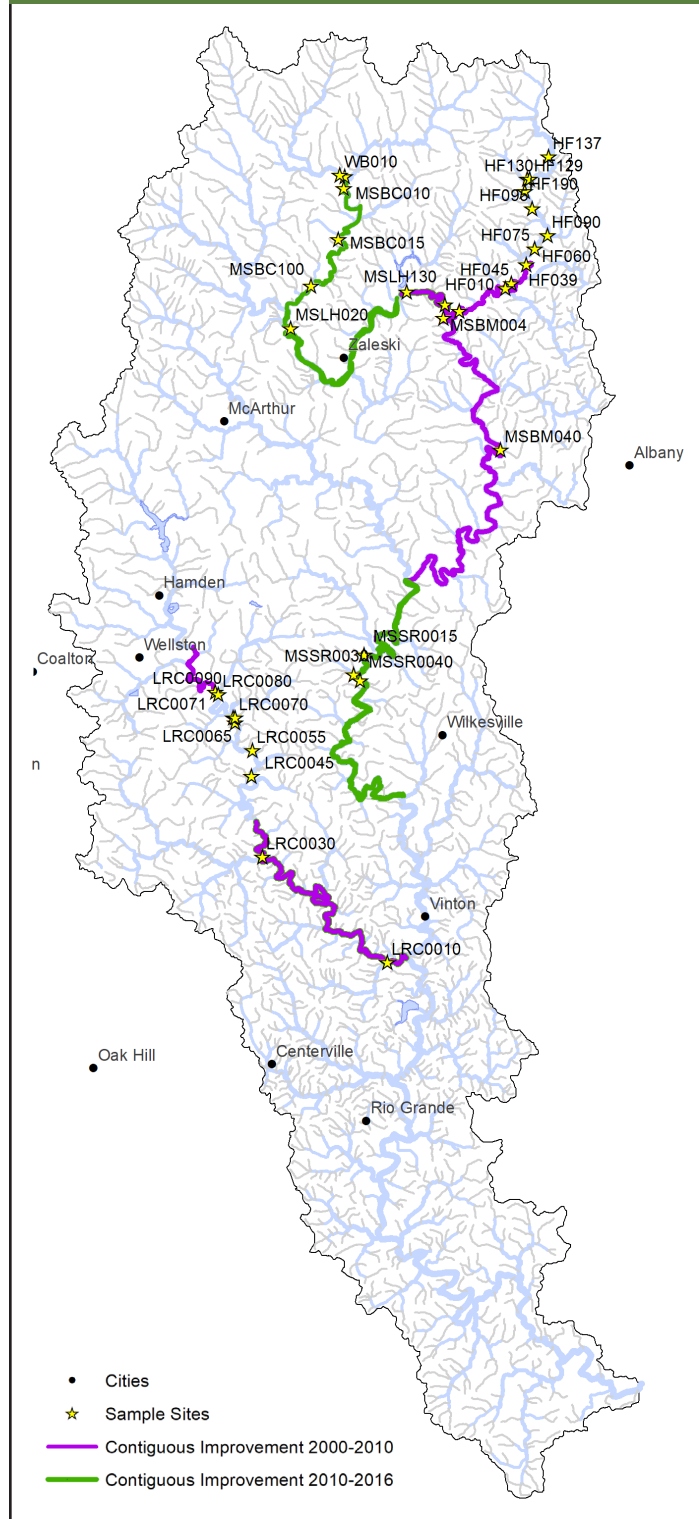 HF137
HF130HF129
WB010
HF190
MSBC010
HF095
HF090
HF075
MSBC015
HF060
MSBC100
MSLH130
HF045
HF039
HF010
MSLH020
MSBM004
Zaleski
McArthur
MSBM040
Albany
Hamden
MSSR0015
Wellston
Coalton
MSSR0030
MSSR0040
LRC0090
LRC0080
LRC0071
LRC0070
Wilkesville
LRC0065
LRC0055
n
LRC0045
LRC0030
Vinton
LRC0010
Oak Hill
Centerville
Rio Grande
Cities
Sample Sites
Contiguous Improvement 2000-2010
Contiguous Improvement 2010-2016